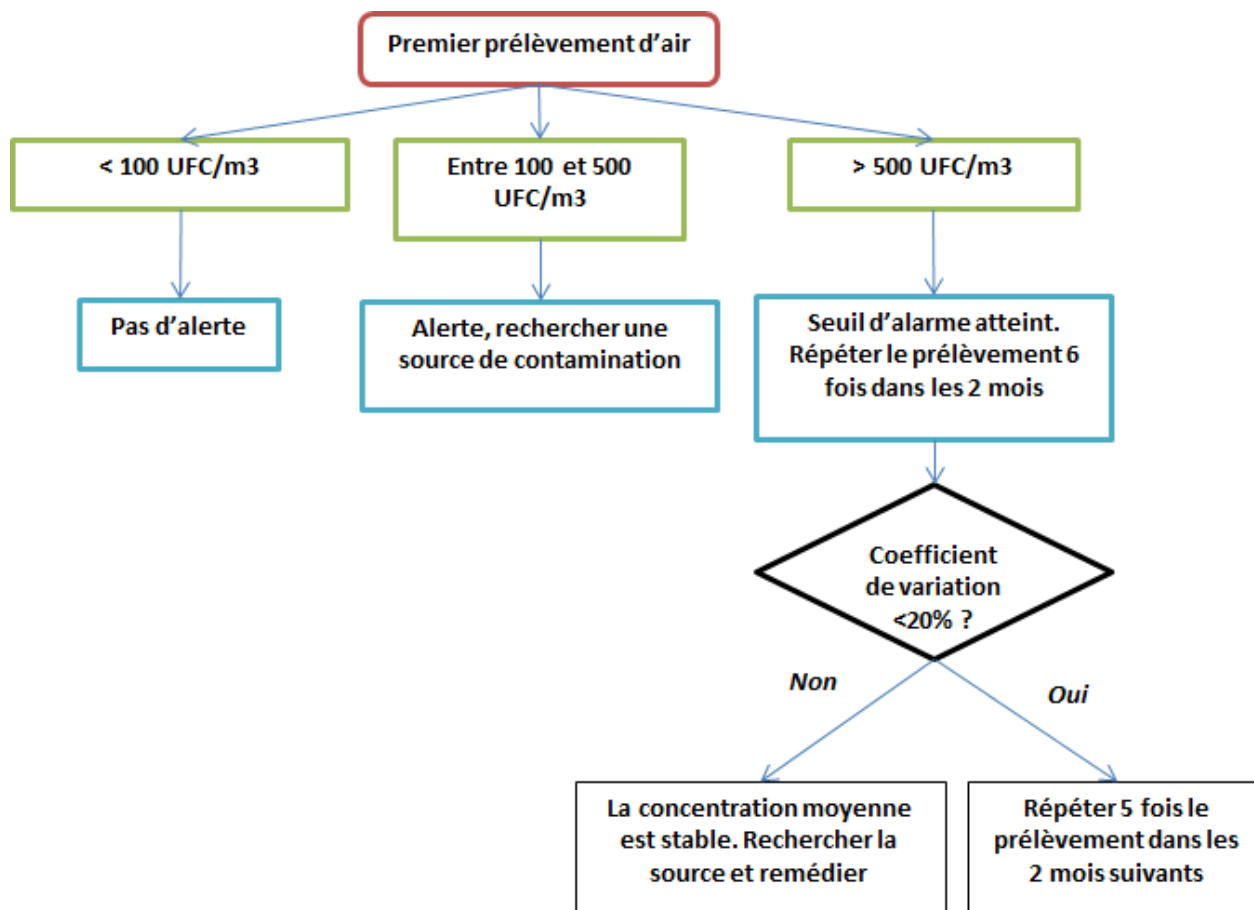 Premier prélèvement d’air
< 100 UFC/m3
Entre 100 et 500
UFC/m3
> 500 UFC/m3
Pas d’alerte
Alerte, rechercher une
source de contamination
Seuil d’alarme atteint.
Répéter le prélèvement 6
fois dans les 2 mois
Coefficient
de variation
<20% ?
Non
Oui
La concentration moyenne
est stable. Rechercher la
source et remédier
Répéter 5 fois le
prélèvement dans les
2 mois suivants